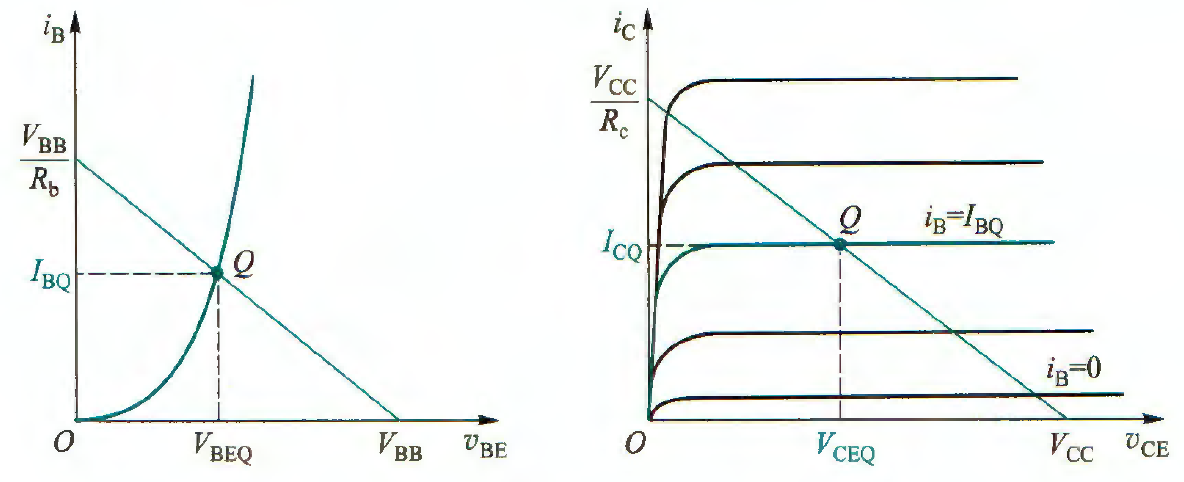 i_B
V_BB
R_b
I_BQ
Q
O
V_BEQ
V_BB
v_BE
i_C
V_CC
R_c
I_CQ
Q
i_B=I_BQ
i_B=0
O
V_CEQ
V_CC
v_CE